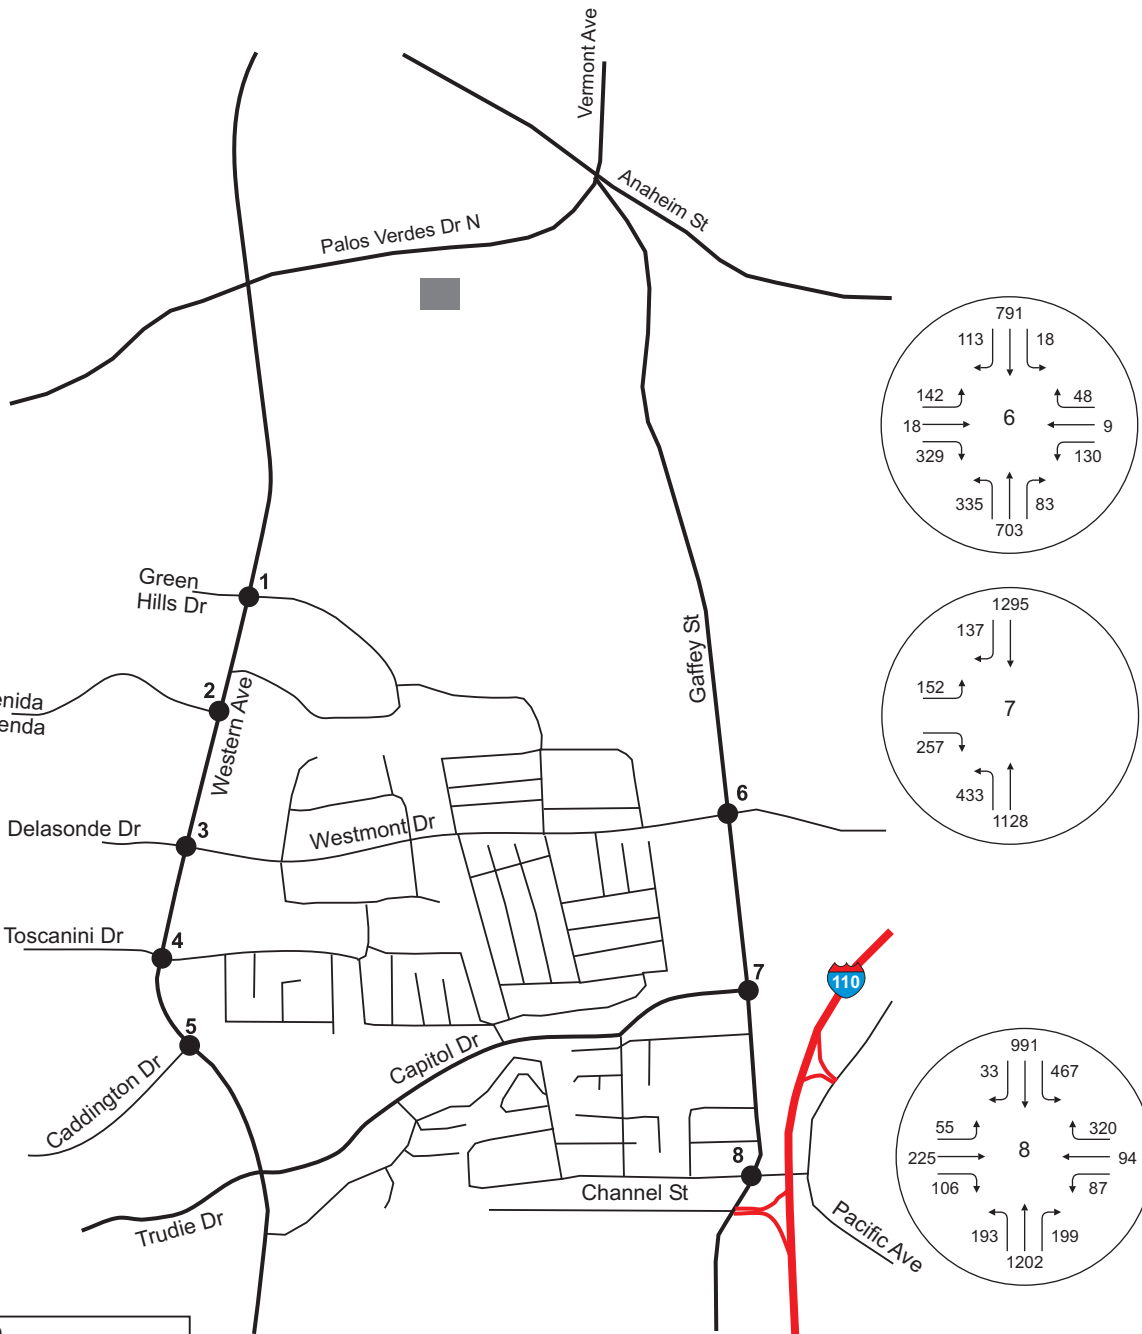 Vermont Ave
Anaheim St
Palos Verdes Dr N
791
113
18
142
48
18
6
9
329
130
335
83
703
Green
Hills Dr
1
1295
137
152
7
257
433
1128
Gaffey St
2
Western Ave
6
Delasonde Dr
3
Westmont Dr
Toscanini Dr
4
7
110
5
Caddington Dr
Capitol Dr
991
33
467
55
320
225
8
94
106
87
193
199
1202
8
Channel St
Trudie Dr
Pacific Ave